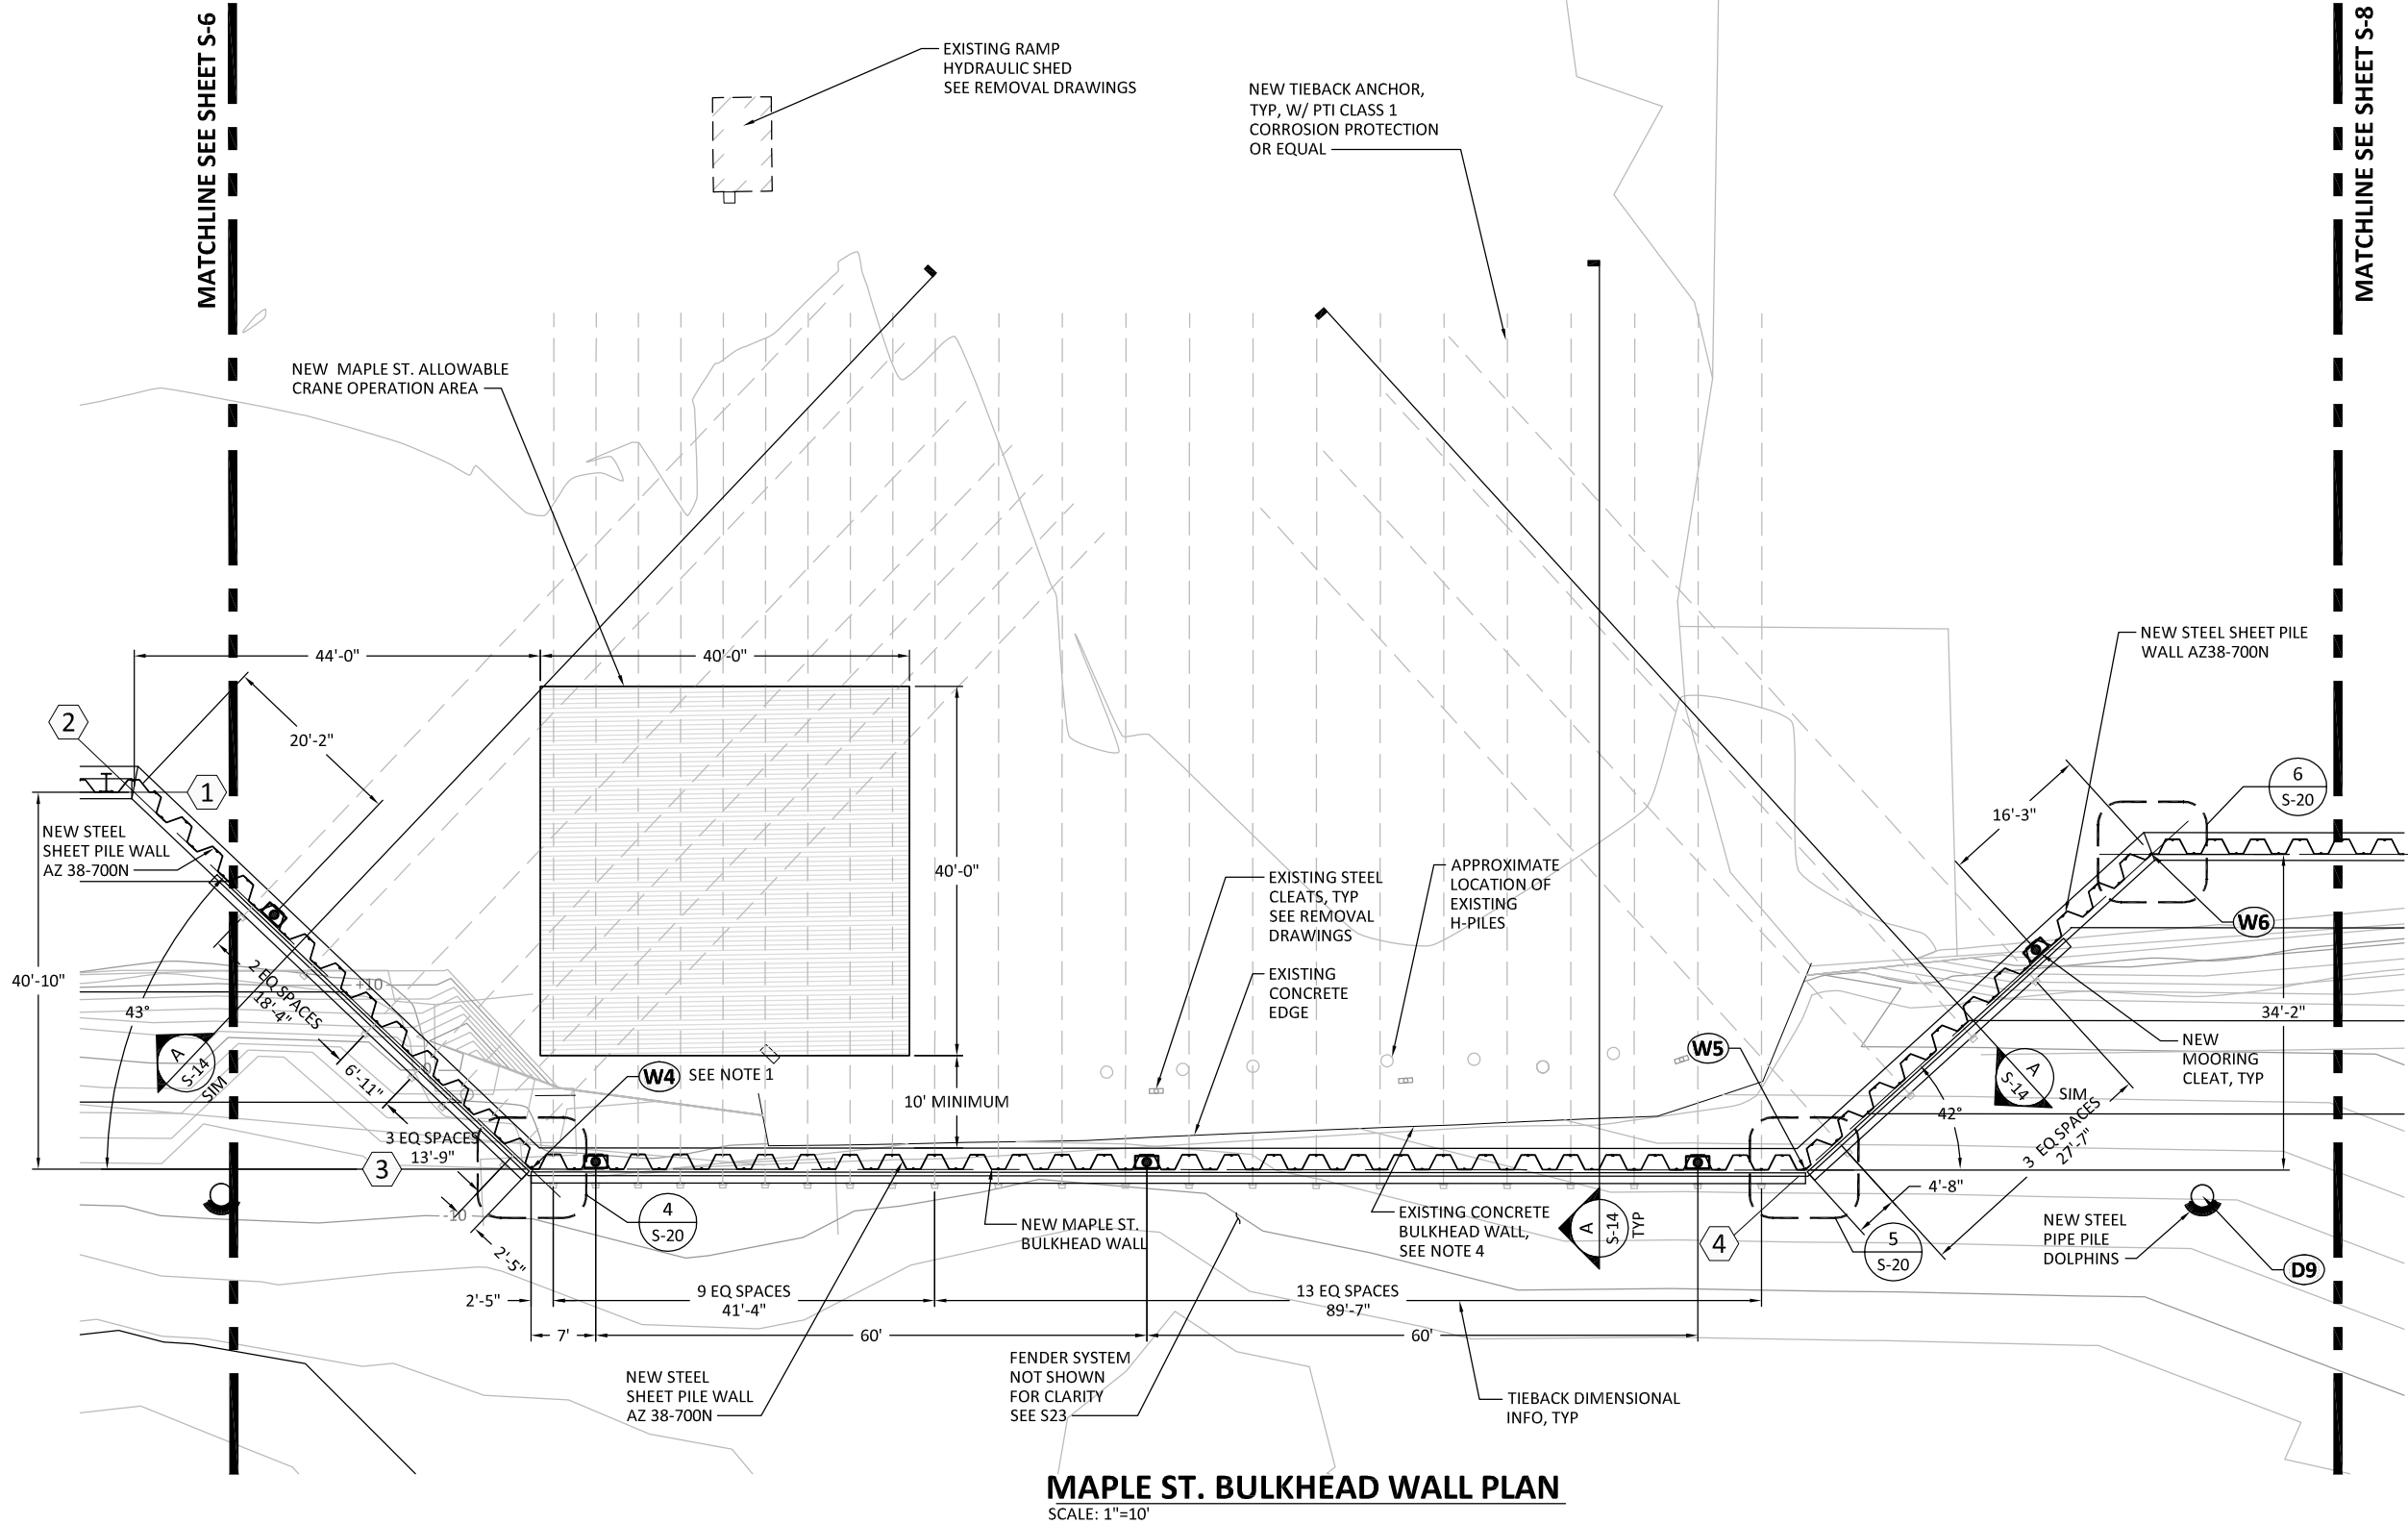 MATCHLINE SEE SHEET S-6
MATCHLINE SEE SHEET S-8
EXISTING RAMP
HYDRAULIC SHED
SEE REMOVAL DRAWINGS
NEW TIEBACK ANCHOR,
TYP, W/ PTI CLASS 1
CORROSION PROTECTION
OR EQUAL
NEW MAPLE ST. ALLOWABLE
CRANE OPERATION AREA
44'-0"
40'-0"
NEW STEEL SHEET PILE
WALL AZ38-700N
2
20'-2"
1
6
S-20
16'-3"
NEW STEEL
SHEET PILE WALL
AZ 38-700N
40'-0"
EXISTING STEEL
CLEATS, TYP
SEE REMOVAL
DRAWINGS
APPROXIMATE
LOCATION OF
EXISTING
H-PILES
W6
40'-10"
+10
2 EQ SPACES
18'-4"
43°
EXISTING
CONCRETE
EDGE
34'-2"
A
S-14
SIM
6'-11"
W4
SEE NOTE 1
W5
NEW
MOORING
CLEAT, TYP
A
S-14
SIM
10' MINIMUM
42°
3 EQ SPACES
27'-7"
3 EQ SPACES
13'-9"
3
4'-8"
-10
4
S-20
2'-5"
NEW MAPLE ST.
BULKHEAD WALL
EXISTING CONCRETE
BULKHEAD WALL,
SEE NOTE 4
A
S-14
TYP
4
5
S-20
NEW STEEL
PIPE PILE
DOLPHINS
D9
2'-5"
9 EQ SPACES
41'-4"
13 EQ SPACES
89'-7"
7'
60'
60'
NEW STEEL
SHEET PILE WALL
AZ 38-700N
FENDER SYSTEM
NOT SHOWN
FOR CLARITY
SEE S23
TIEBACK DIMENSIONAL
INFO, TYP
MAPLE ST. BULKHEAD WALL PLAN
SCALE: 1"=10'